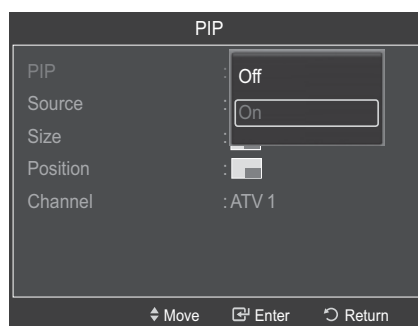 PIP
PIP : Off
Source : On
Size :
Position :
Channel : ATV 1
Move Enter Return